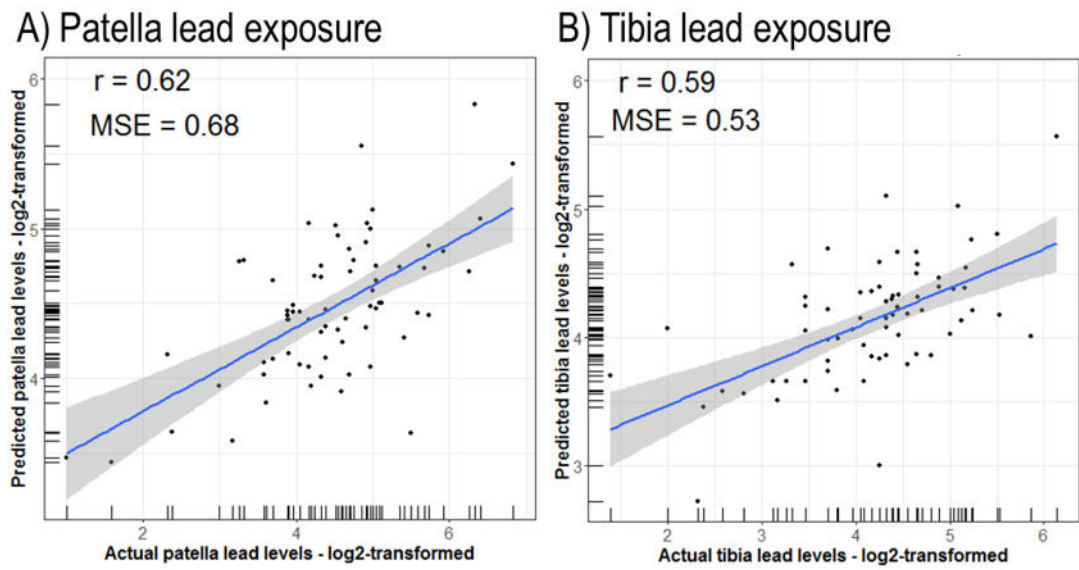 A) Patella lead exposure
r = 0.62
MSE = 0.68
6
5
4
Predicted patella lead levels - log2-transformed
2
4
6
Actual patella lead levels - log2-transformed
B) Tibia lead exposure
r = 0.59
MSE = 0.53
6
5
4
3
Predicted tibia lead levels - log2-transformed
2
3
4
5
6
Actual tibia lead levels - log2-transformed